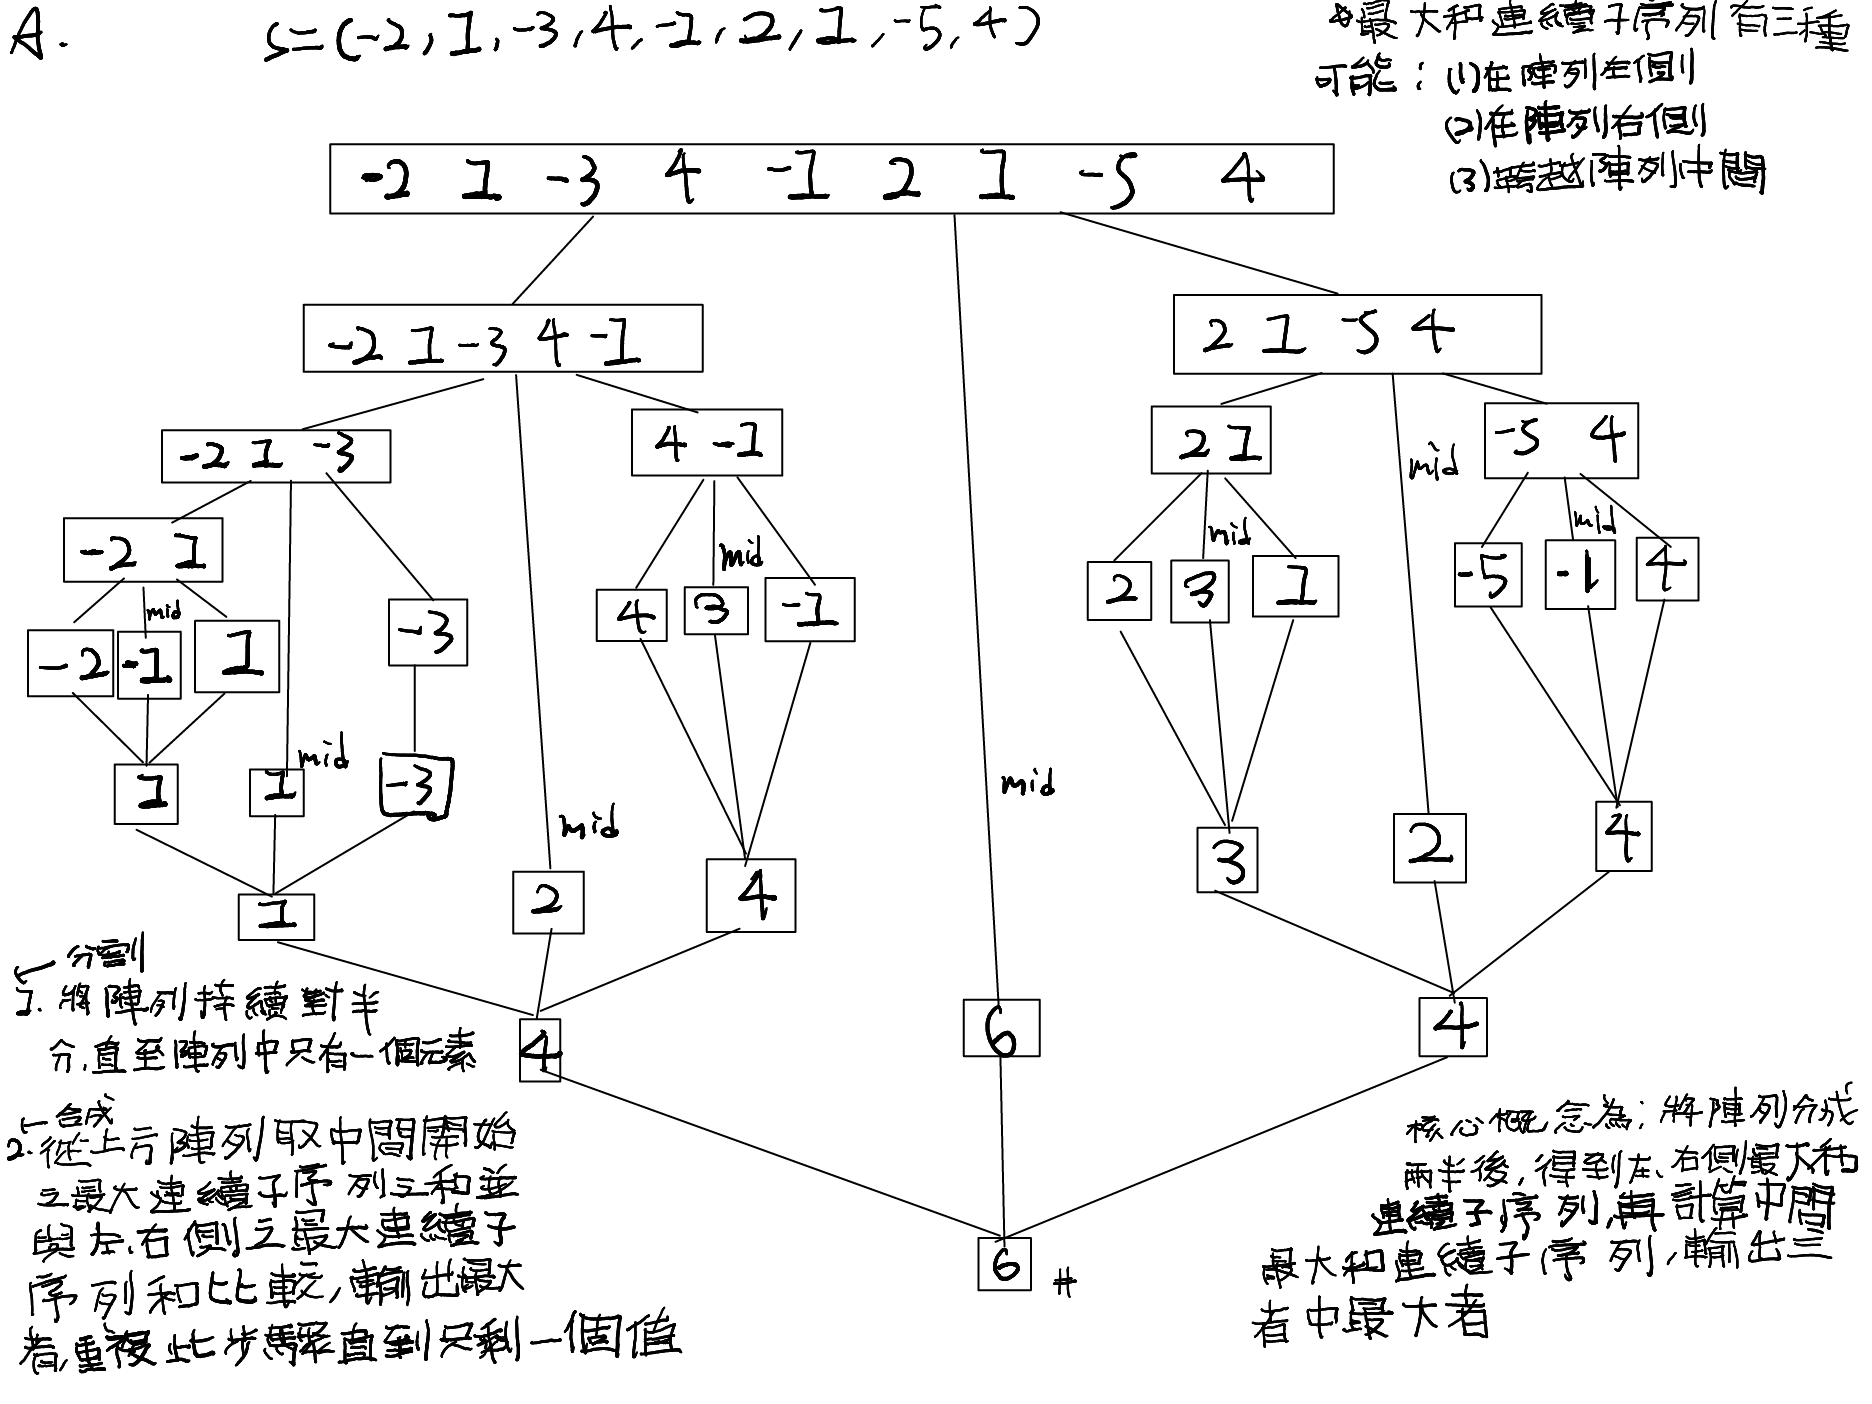 A.
S=(-2, 1, -3, 4, -1, 2, 1, -5, 4)
最大和連續子序列有三種
可能：(1)在陣列左側
(2)在陣列右側
(3)跨越陣列中間
-2 1 -3 4 -1 2 1 -5 4
-2 1 -3 4 -1
2 1 -5 4
-2 1 -3
4 -1
2 1
mid
-5 4
-2 1
mid
mid
mid
mid
-2
-1
1
-3
4
3
-1
2
3
1
-5
-1
4
1
1
mid
-3
mid
mid
1
2
4
3
2
4
分割
1. 將陣列持續對半
分,直至陣列中只有一個元素
4
6
4
合成
2. 從上方陣列取中間開始
之最大連續子序列之和並
與左、右側之最大連續子
序列和比較,輸出最大
者,重複此步驟直到只剩一個值
6 #
核心概念為:將陣列分成
兩半後,得到左、右側最大和
連續子序列,再計算中間
最大和連續子序列,輸出三
者中最大者